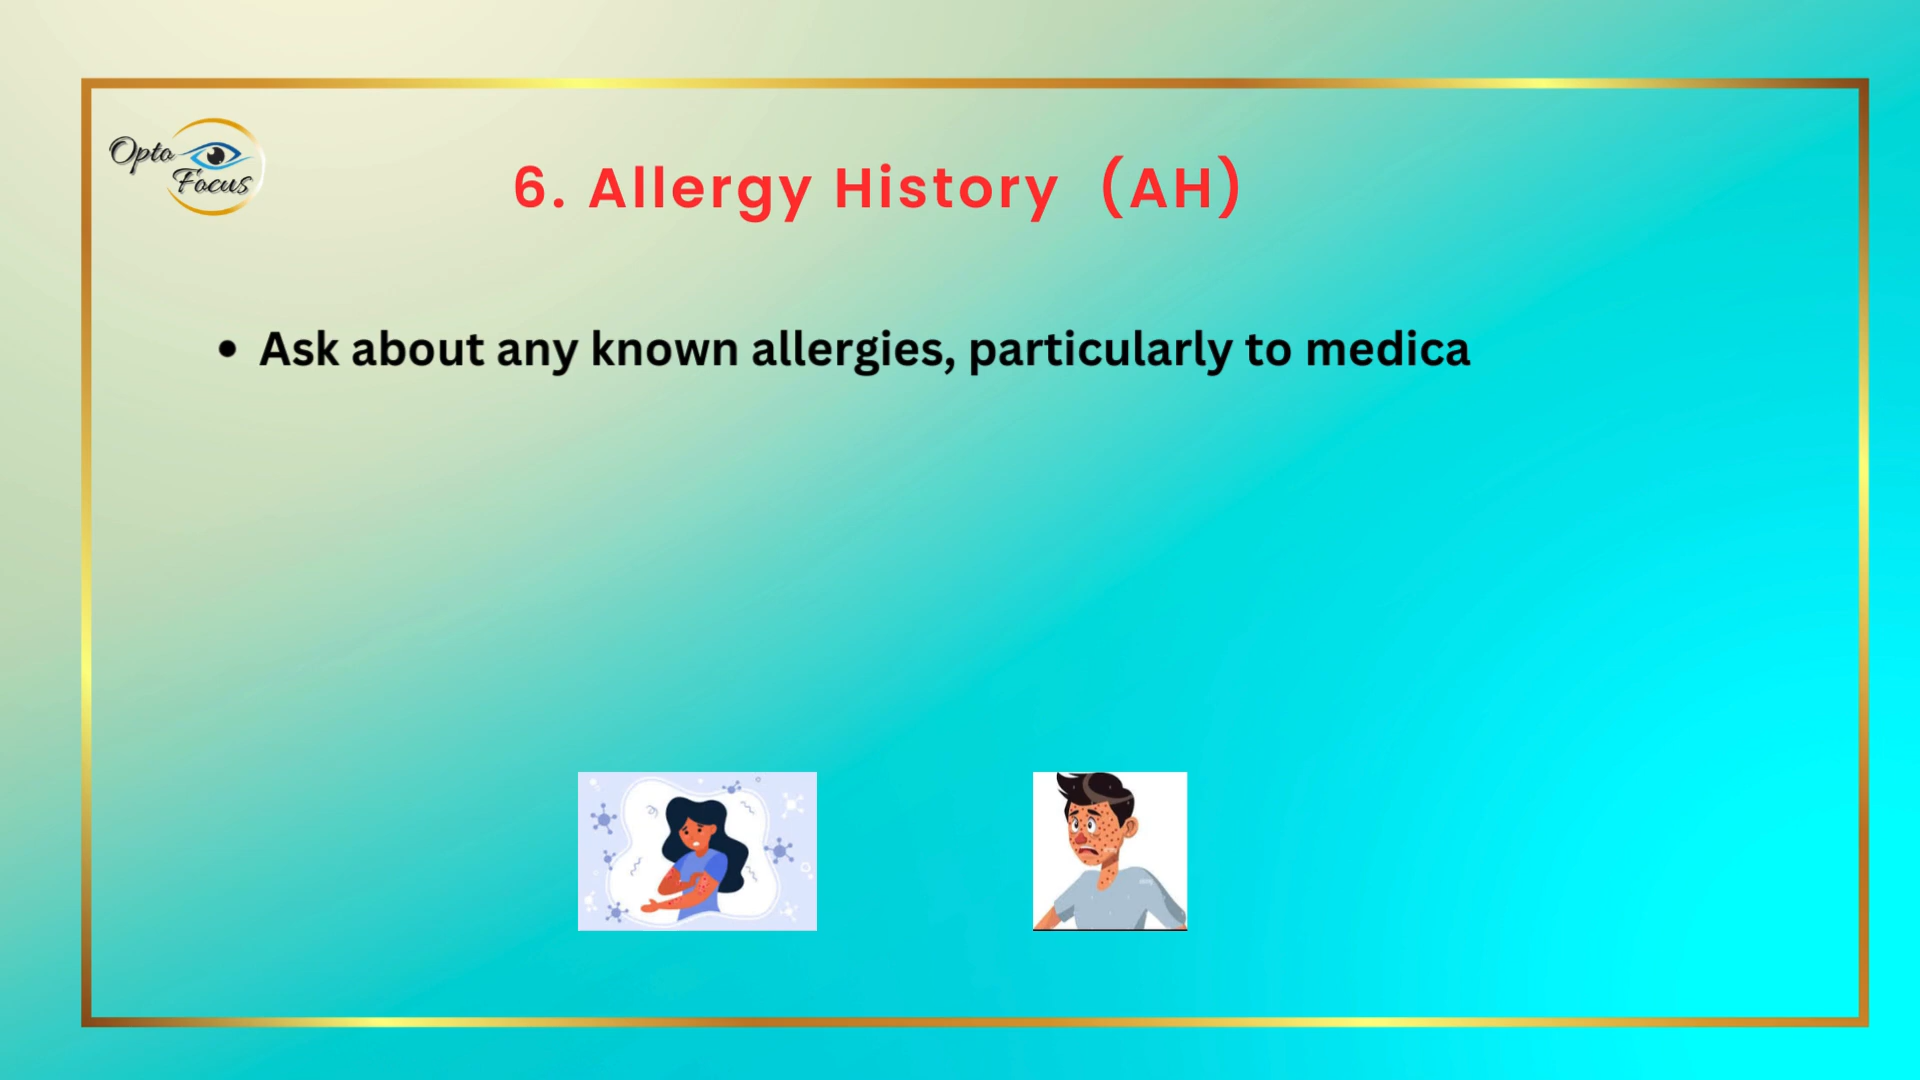 Opto
Focus
6. Allergy History (AH)
• Ask about any known allergies, particularly to medica